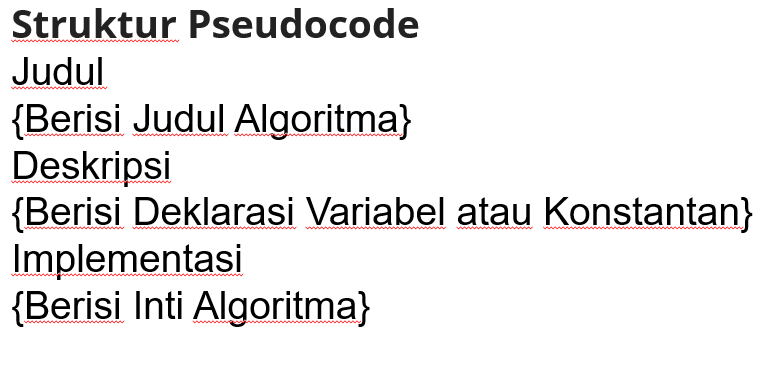 Struktur Pseudocode
Judul
{Berisi Judul Algoritma}
Deskripsi
{Berisi Deklarasi Variabel atau Konstantan}
Implementasi
{Berisi Inti Algoritma}